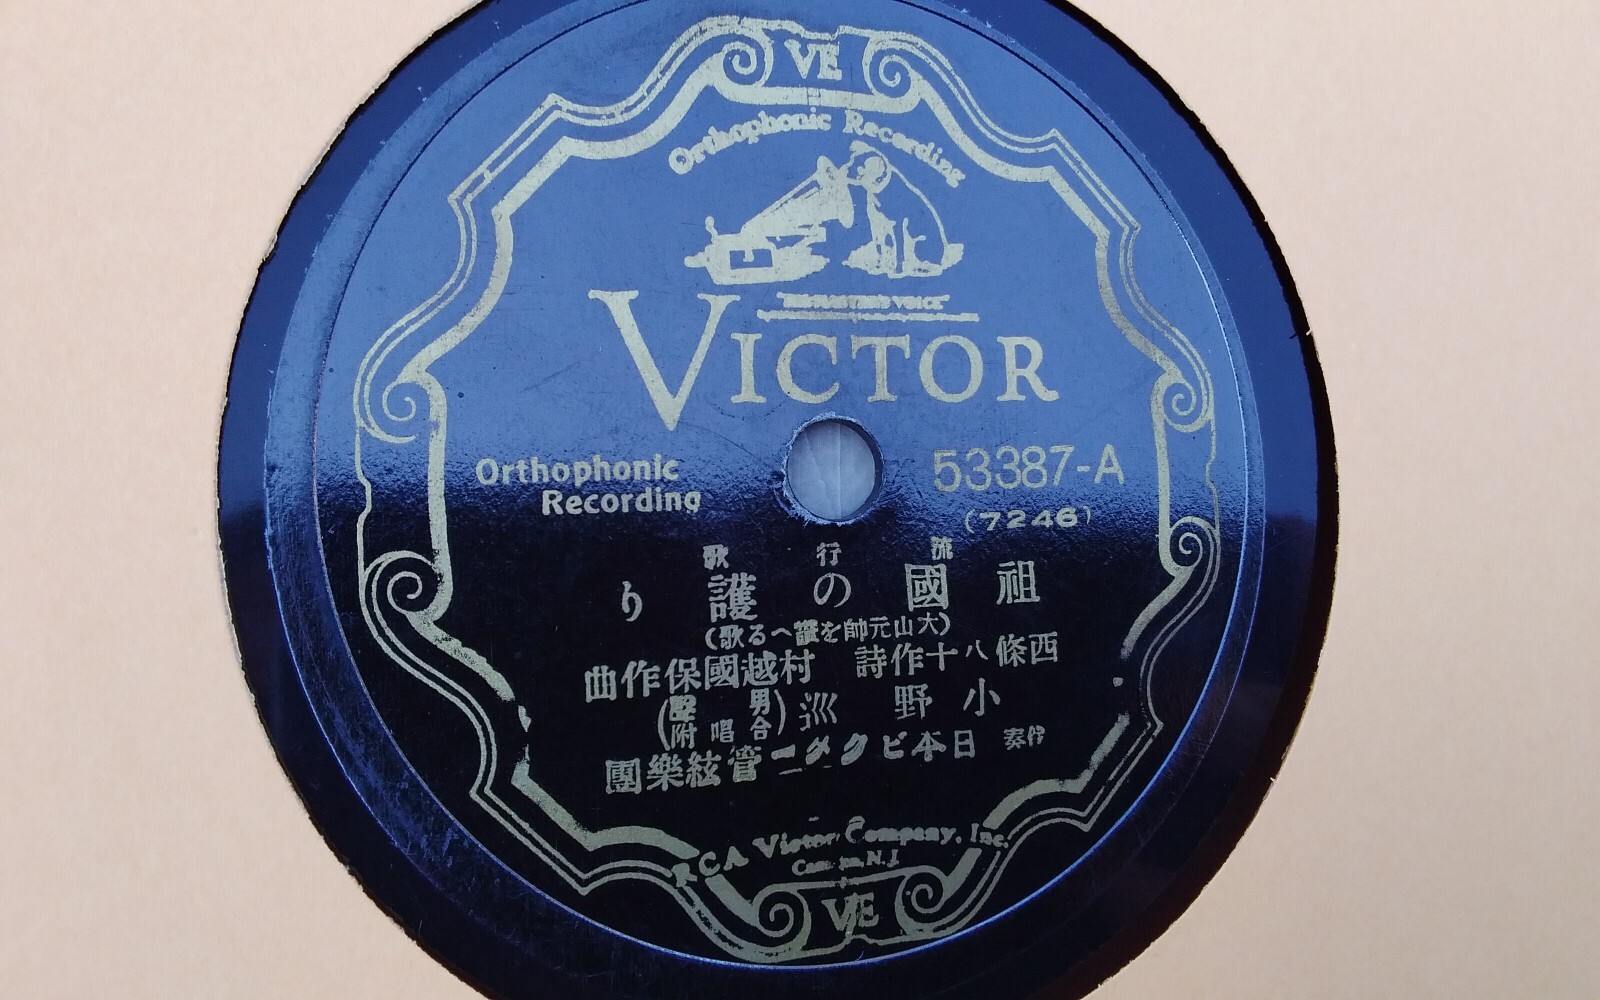 VE
Orthophonic Recording
"HIS MASTER'S VOICE"
VICTOR
Orthophonic
Recording
53387-A
(7246)
流行歌
祖國の護り
(大山元帥を讃へる歌)
西條八十作詩 村越國保作曲
小野巡 (男聲合唱附)
伴奏 日本ビクター管絃樂團
RCA Victor Company, Inc.
Camden, N.J.
VE